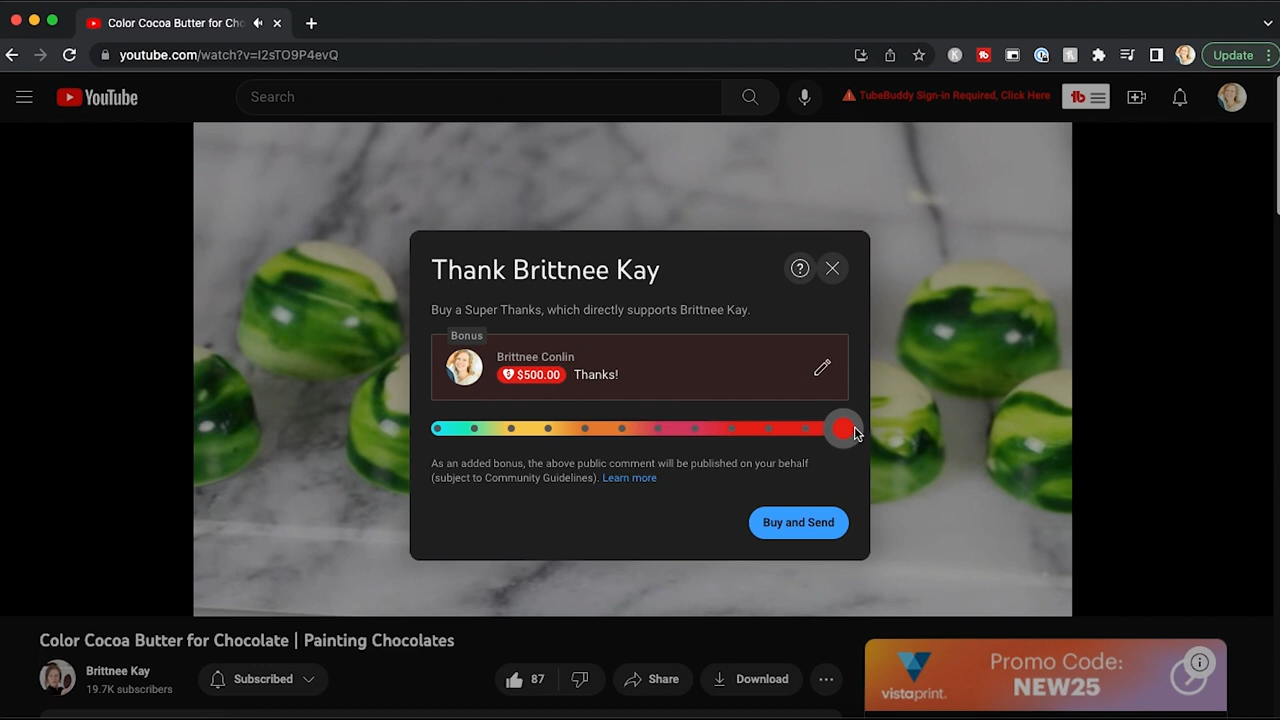 Color Cocoa Butter for Cho
youtube.com/watch?v=I2sTO9P4evQ
Update
YouTube
Search
TubeBuddy Sign-in Required, Click Here
Thank Brittnee Kay
Buy a Super Thanks, which directly supports Brittnee Kay.
Bonus
Brittnee Conlin
$500.00 Thanks!
As an added bonus, the above public comment will be published on your behalf
(subject to Community Guidelines). Learn more
Buy and Send
Color Cocoa Butter for Chocolate | Painting Chocolates
Brittnee Kay
19.7K subscribers
Subscribed
87
Share
Download
vistaprint.
Promo Code:
NEW25